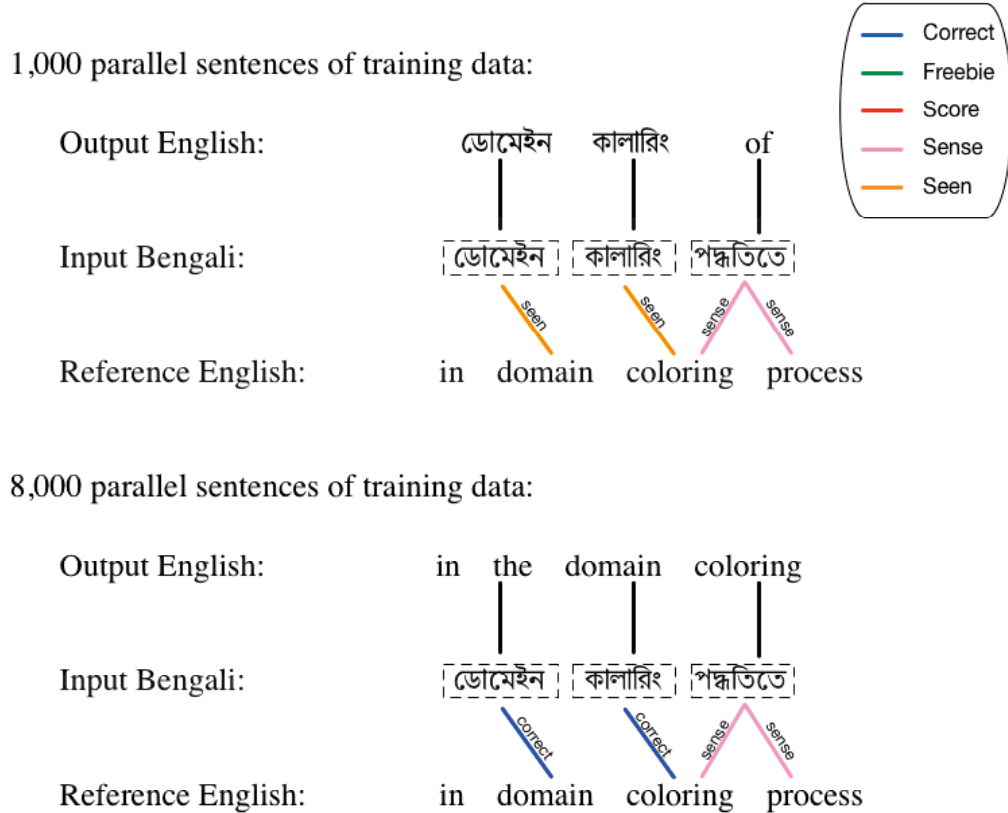 Correct
Freebie
Score
Sense
Seen
1,000 parallel sentences of training data:
Output English: ডোমেইন কালারিং of
Input Bengali: ডোমেইন কালারিং পদ্ধতিতে
seen seen sense sense
Reference English: in domain coloring process
8,000 parallel sentences of training data:
Output English: in the domain coloring
Input Bengali: ডোমেইন কালারিং পদ্ধতিতে
correct correct sense sense
Reference English: in domain coloring process